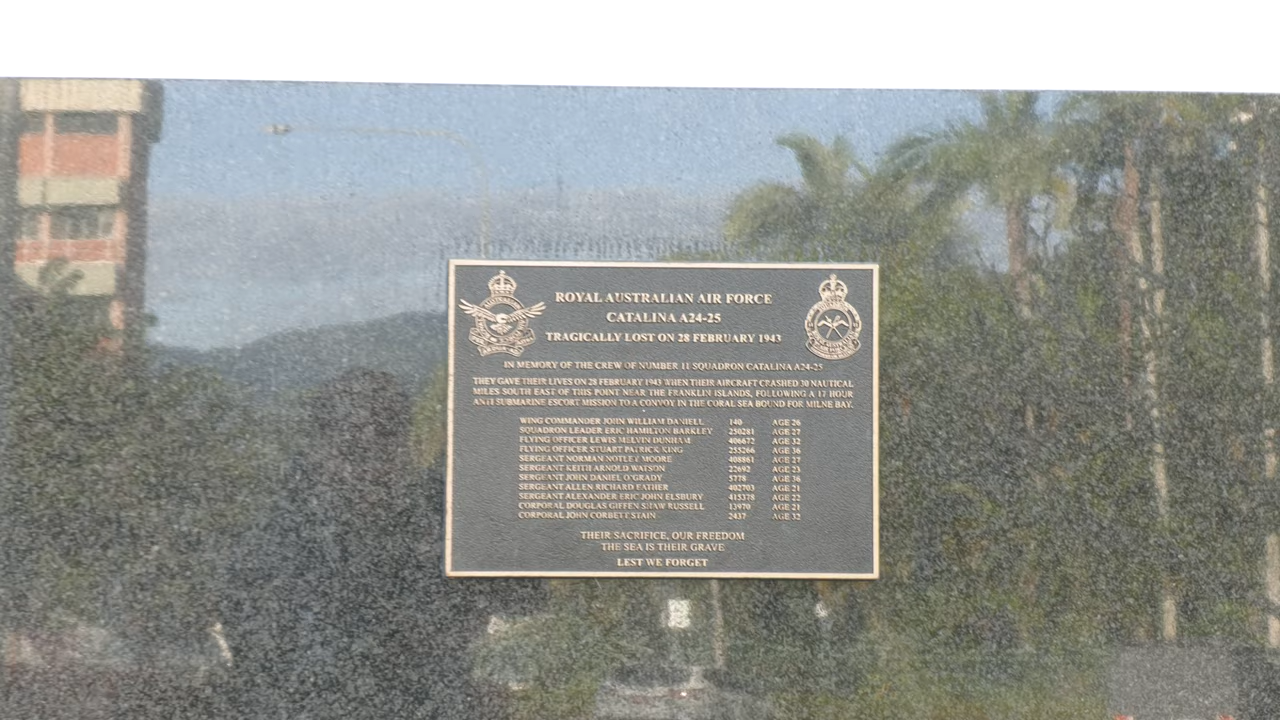 ROYAL AUSTRALIAN AIR FORCE
CATALINA A24-25
TRAGICALLY LOST ON 28 FEBRUARY 1943
IN MEMORY OF THE CREW OF NUMBER 11 SQUADRON CATALINA A24-25
THEY GAVE THEIR LIVES ON 28 FEBRUARY 1943 WHEN THEIR AIRCRAFT CRASHED 30 NAUTICAL
MILES SOUTH EAST OF THIS POINT NEAR THE FRANKLIN ISLANDS, FOLLOWING A 17 HOUR
ANTI SUBMARINE ESCORT MISSION TO A CONVOY IN THE CORAL SEA BOUND FOR MILNE BAY.
WING COMMANDER JOHN WILLIAM DANIELL 140 AGE 26
SQUADRON LEADER ERIC HAMILTON BARKLEY 250281 AGE 27
FLYING OFFICER LEWIS MELVIN DUNHAM 406672 AGE 32
FLYING OFFICER STUART PATRICK KING 255266 AGE 36
SERGEANT NORMAN NOTLEY MOORE 408861 AGE 27
SERGEANT KEITH ARNOLD WATSON 22692 AGE 23
SERGEANT JOHN DANIEL O'GRADY 5778 AGE 36
SERGEANT ALLEN RICHARD EATHER 402703 AGE 21
SERGEANT ALEXANDER ERIC JOHN ELSBURY 415378 AGE 22
CORPORAL DOUGLAS GIFFEN SHAW RUSSELL 13970 AGE 21
CORPORAL JOHN CORBETT STAIN 2437 AGE 32
THEIR SACRIFICE, OUR FREEDOM
THE SEA IS THEIR GRAVE
LEST WE FORGET